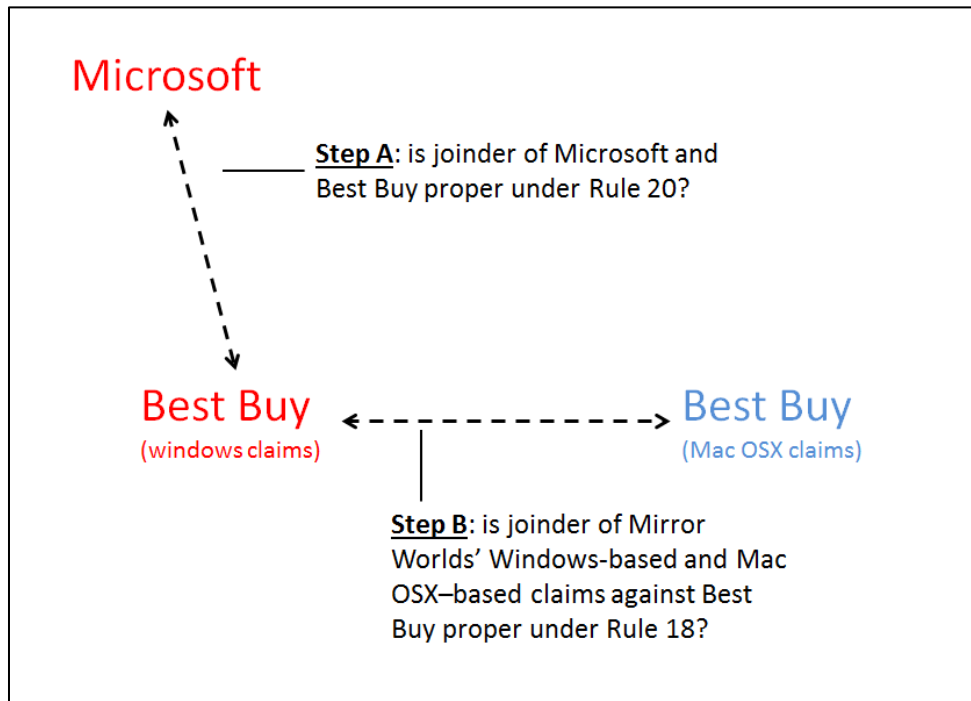 Microsoft
Step A: is joinder of Microsoft and
Best Buy proper under Rule 20?
Best Buy
(windows claims)
Best Buy
(Mac OSX claims)
Step B: is joinder of Mirror
Worlds’ Windows-based and Mac
OSX–based claims against Best
Buy proper under Rule 18?